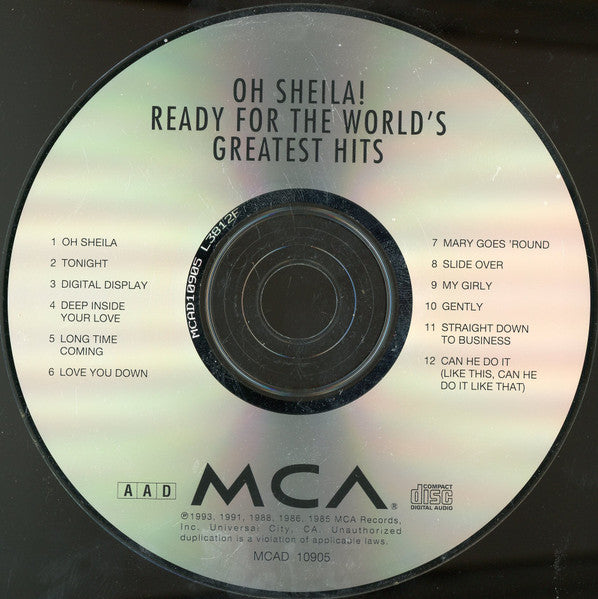 OH SHEILA!
READY FOR THE WORLD'S
GREATEST HITS
1 OH SHEILA
2 TONIGHT
3 DIGITAL DISPLAY
4 DEEP INSIDE
YOUR LOVE
5 LONG TIME
COMING
6 LOVE YOU DOWN
MCAD10905 L3812F
7 MARY GOES 'ROUND
8 SLIDE OVER
9 MY GIRLY
10 GENTLY
11 STRAIGHT DOWN
TO BUSINESS
12 CAN HE DO IT
(LIKE THIS, CAN HE
DO IT LIKE THAT)
AAD
MCA®
COMPACT
disc
DIGITAL AUDIO
℗1993, 1991, 1988, 1986, 1985 MCA Records,
Inc. Universal City, CA. Unauthorized
duplication is a violation of applicable laws.
MCAD 10905